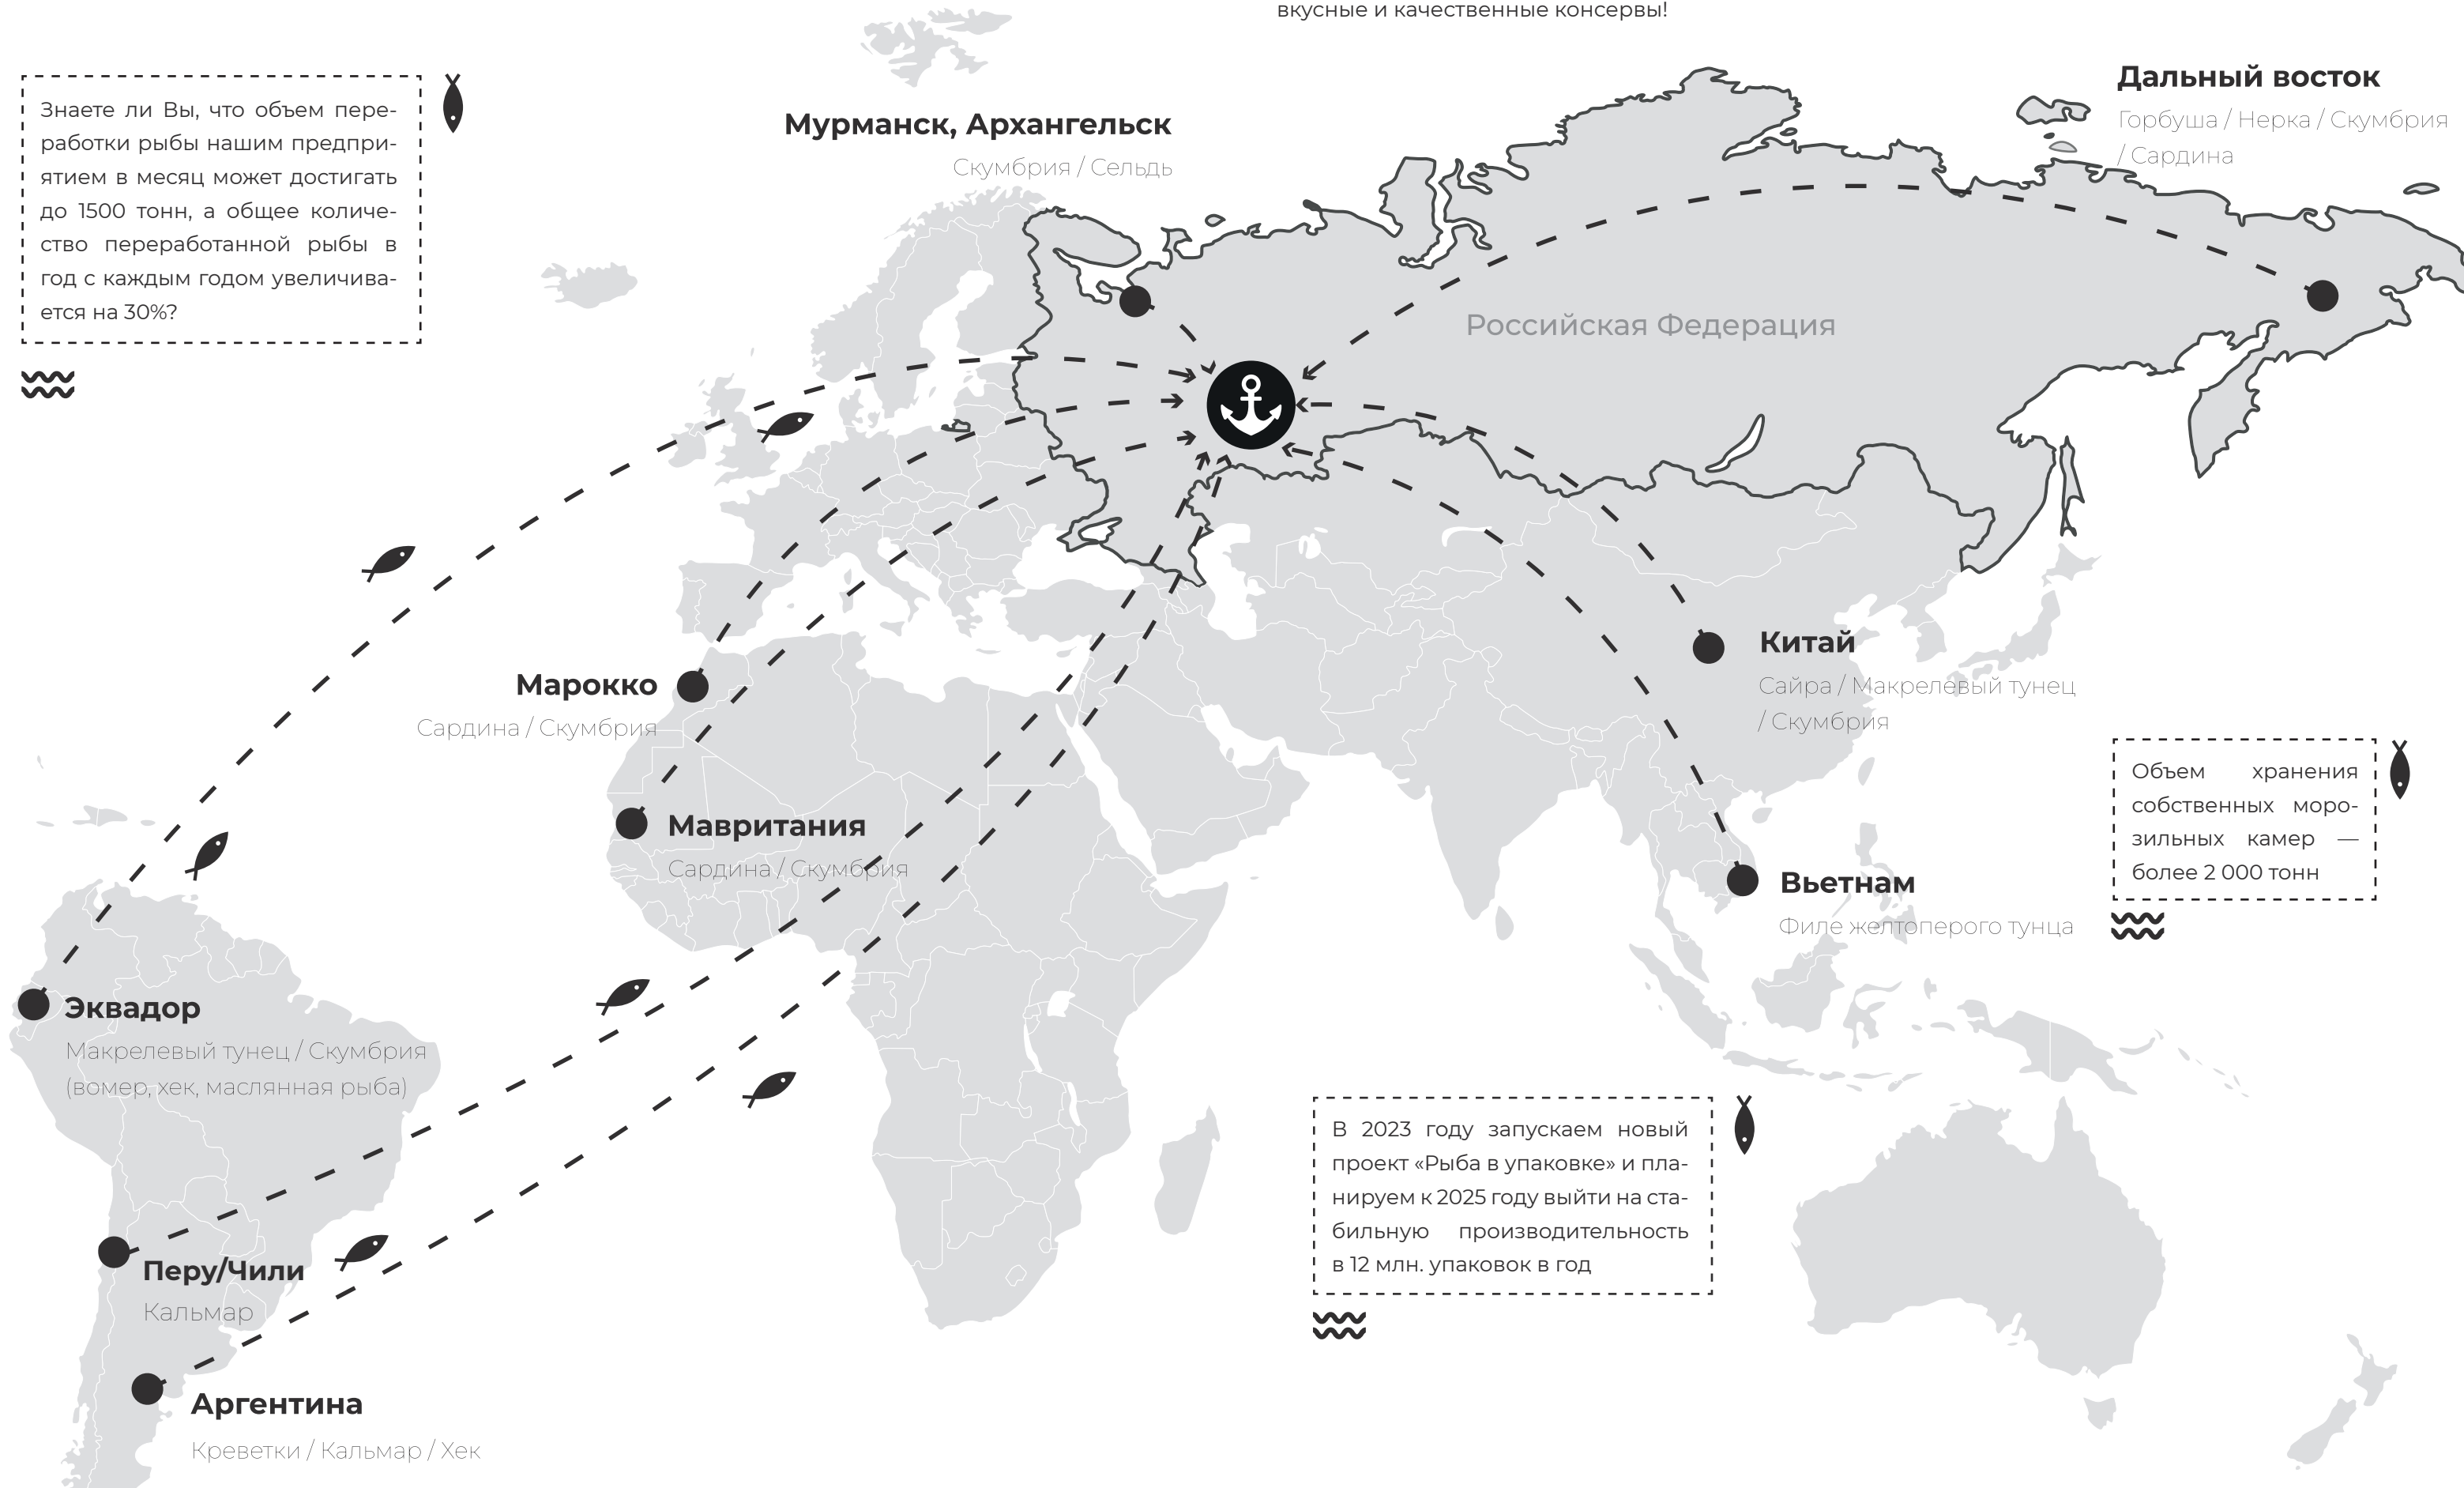 вкусные и качественные консервы!
Знаете ли Вы, что объем пере-
работки рыбы нашим предпри-
ятием в месяц может достигать
до 1500 тонн, а общее количе-
ство переработанной рыбы в
год с каждым годом увеличива-
ется на 30%?
Мурманск, Архангельск
Скумбрия / Сельдь
Дальный восток
Горбуша / Нерка / Скумбрия
/ Сардина
Российская Федерация
Марокко
Сардина / Скумбрия
Китай
Сайра / Макрелевый тунец
/ Скумбрия
Мавритания
Сардина / Скумбрия
Объем хранения
собственных моро-
зильных камер —
более 2 000 тонн
Вьетнам
Филе желтоперого тунца
Эквадор
Макрелевый тунец / Скумбрия
(вомер, хек, маслянная рыба)
В 2023 году запускаем новый
проект «Рыба в упаковке» и пла-
нируем к 2025 году выйти на ста-
бильную производительность
в 12 млн. упаковок в год
Перу/Чили
Кальмар
Аргентина
Креветки / Кальмар / Хек